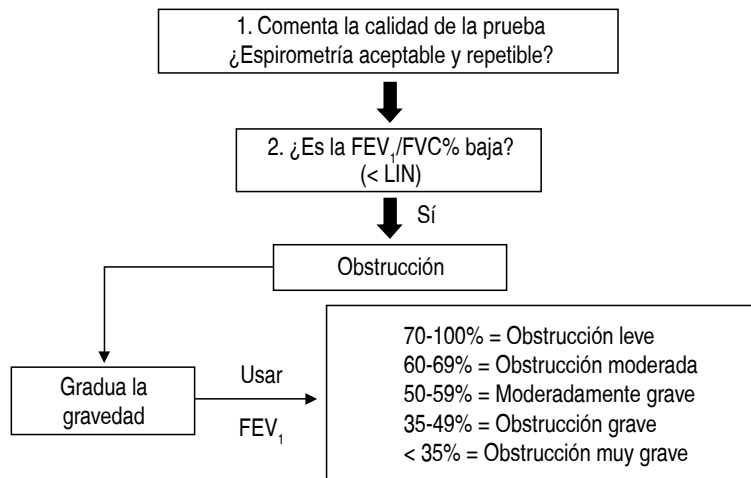 1. Comenta la calidad de la prueba
¿Espirometría aceptable y repetible?
2. ¿Es la FEV₁/FVC% baja?
(< LIN)
Sí
Obstrucción
Gradua la
gravedad
Usar
FEV₁
70-100% = Obstrucción leve
60-69% = Obstrucción moderada
50-59% = Moderadamente grave
35-49% = Obstrucción grave
< 35% = Obstrucción muy grave